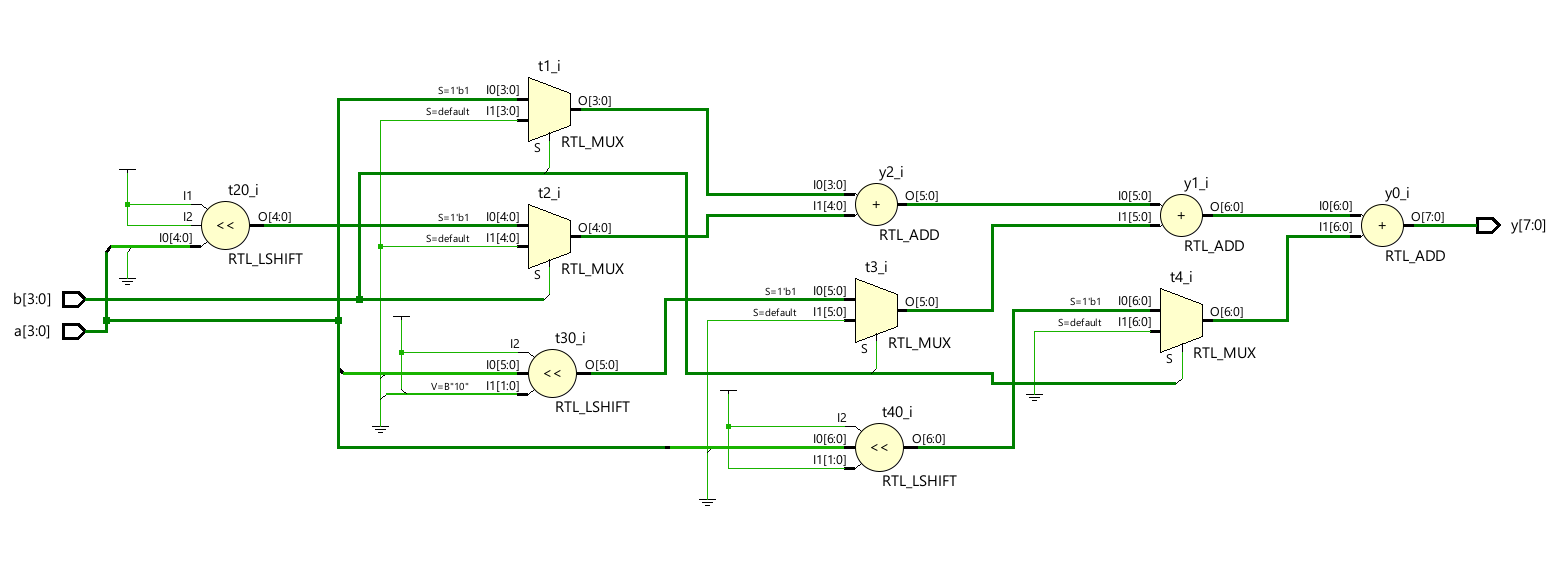 t1_i
S=1'b1 I0[3:0]
O[3:0]
S=default I1[3:0]
S
RTL_MUX
t20_i
I1
I2
O[4:0]
I0[4:0]
RTL_LSHIFT
t2_i
S=1'b1 I0[4:0]
O[4:0]
S=default I1[4:0]
S
RTL_MUX
y2_i
I0[3:0]
O[5:0]
I1[4:0]
+
RTL_ADD
y1_i
I0[5:0]
O[6:0]
I1[5:0]
+
RTL_ADD
y0_i
I0[6:0]
O[7:0]
I1[6:0]
+
RTL_ADD
y[7:0]
b[3:0]
a[3:0]
t3_i
S=1'b1 I0[5:0]
O[5:0]
S=default I1[5:0]
S
RTL_MUX
t4_i
S=1'b1 I0[6:0]
O[6:0]
S=default I1[6:0]
S
RTL_MUX
t30_i
I2
I0[5:0]
O[5:0]
V=B"10" I1[1:0]
<<
RTL_LSHIFT
t40_i
I2
I0[6:0]
O[6:0]
I1[1:0]
<<
RTL_LSHIFT
<<